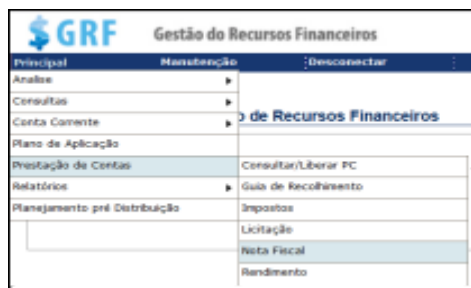 $GRF Gestão do Recursos Financeiros
Principal Manutenção Desconectar
Analise
Consultas
Conta Corrente
o de Recursos Financeiros
Plano de Aplicação
Prestação de Contas Consultar/Liberar PC
Relatórios Guia de Recolhimento
Planejamento pré Distribuição Impostos
Licitação
Nota Fiscal
Rendimento